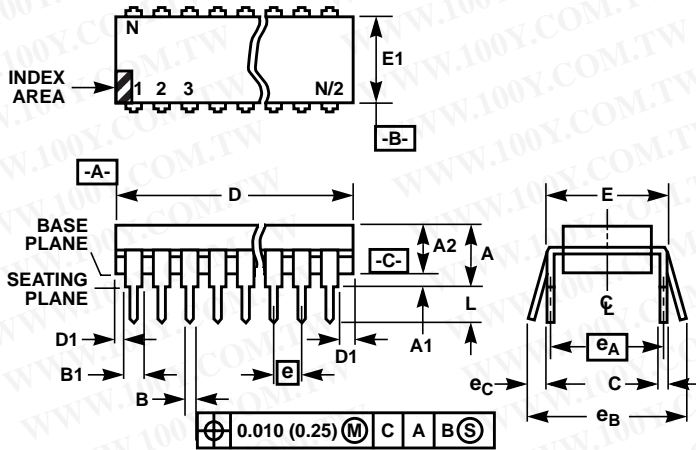 N
INDEX
AREA
1 2 3 N/2
E1
-B-
-A-
D
E
BASE
PLANE
A2
A
-C-
SEATING
PLANE
L
D1
A1
D1
B1
e
B
C
L
eA
eC
C
eB
0.010 (0.25) M C A B S
WWW.100Y.COM.TW